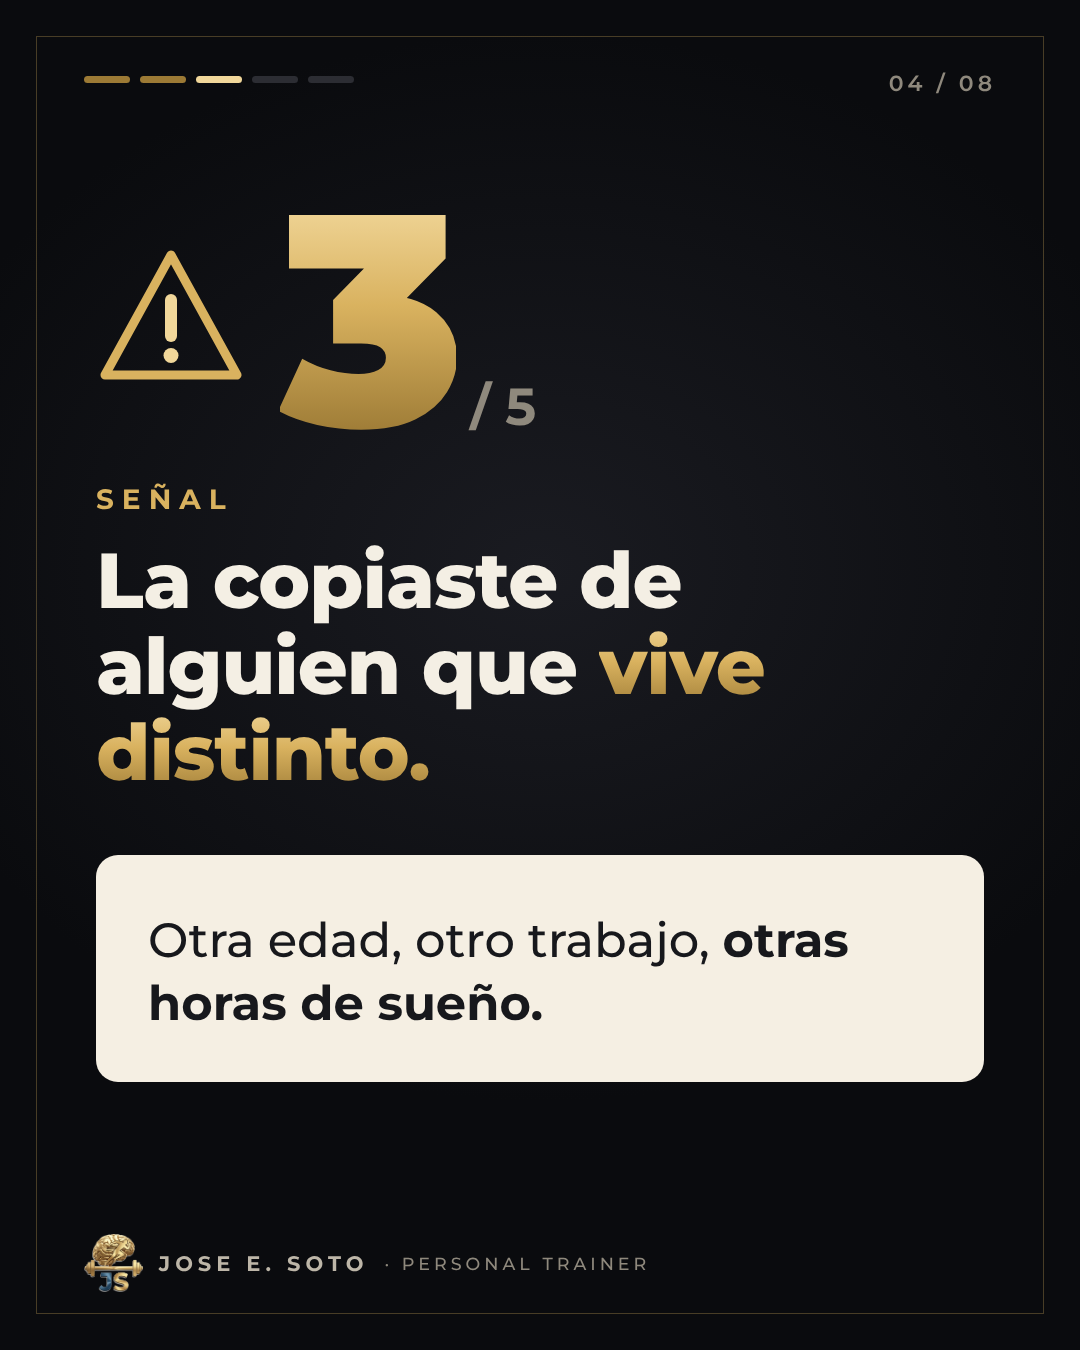 04 / 08
!
3 / 5
SEÑAL
La copiaste de
alguien que vive
distinto.
Otra edad, otro trabajo, otras
horas de sueño.
JS
JOSE E. SOTO · PERSONAL TRAINER